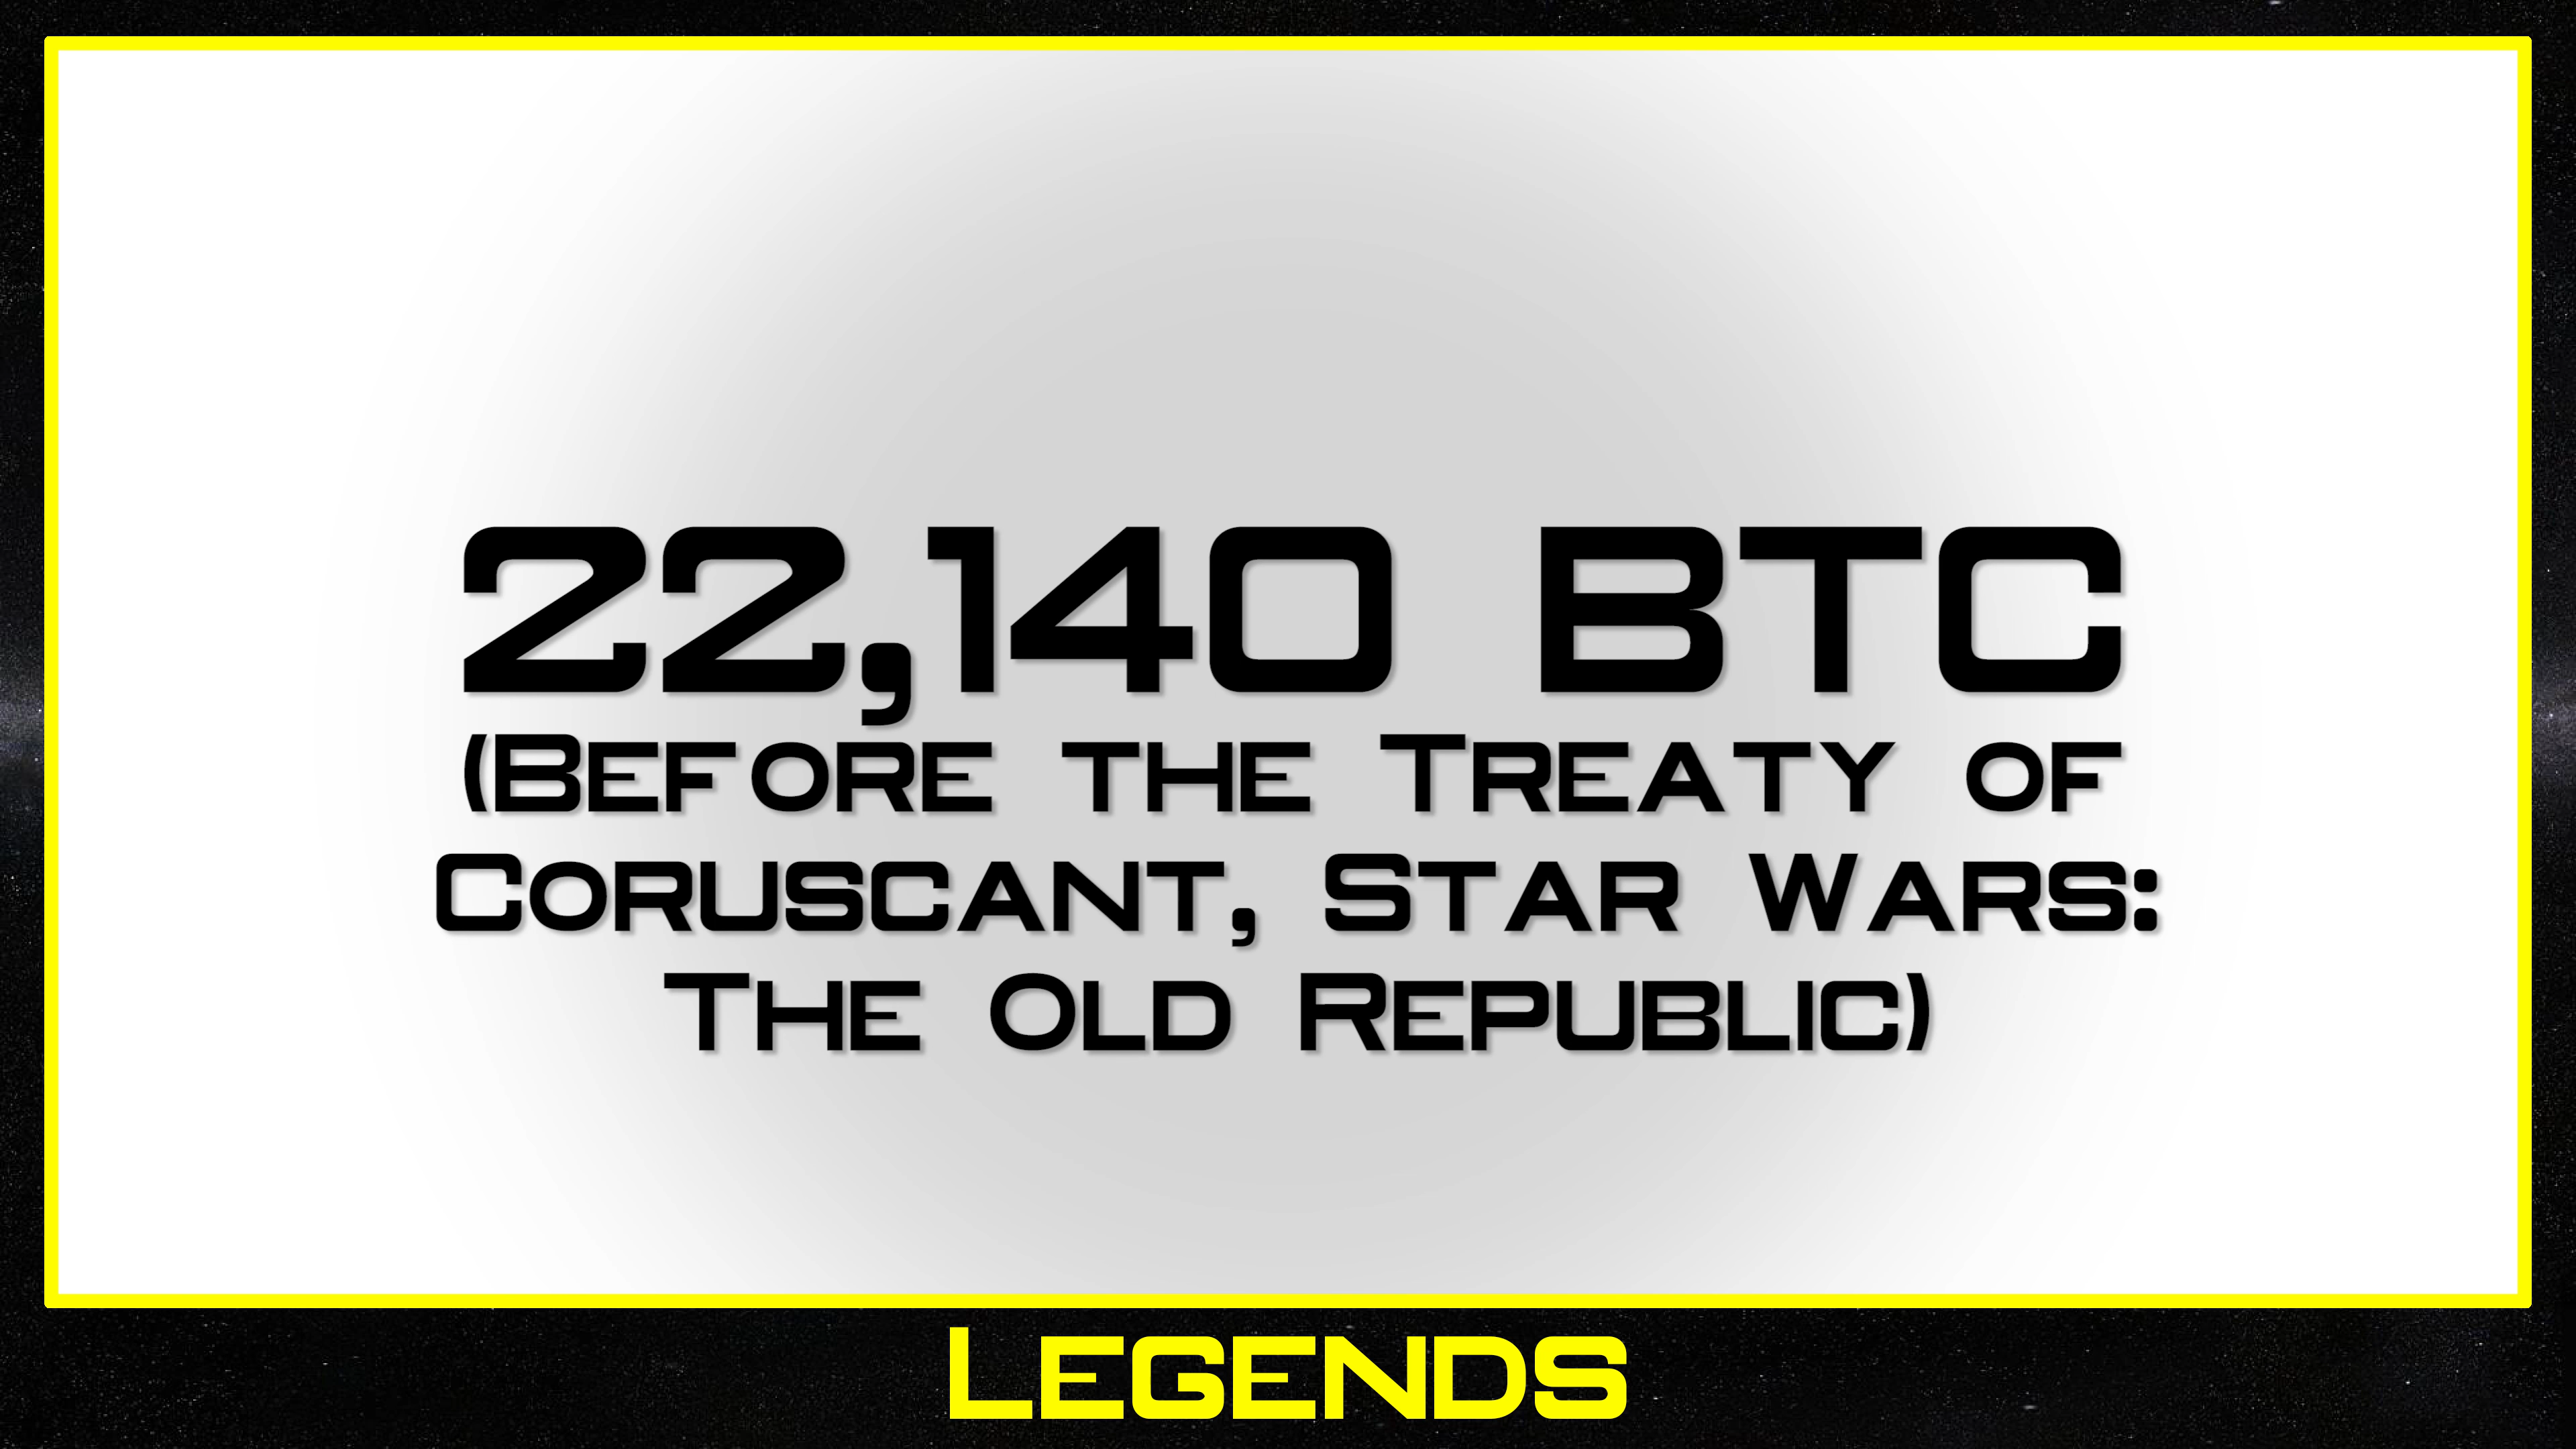 22,140 BTC
(Before the Treaty of
Coruscant, Star Wars:
The Old Republic)
Legends